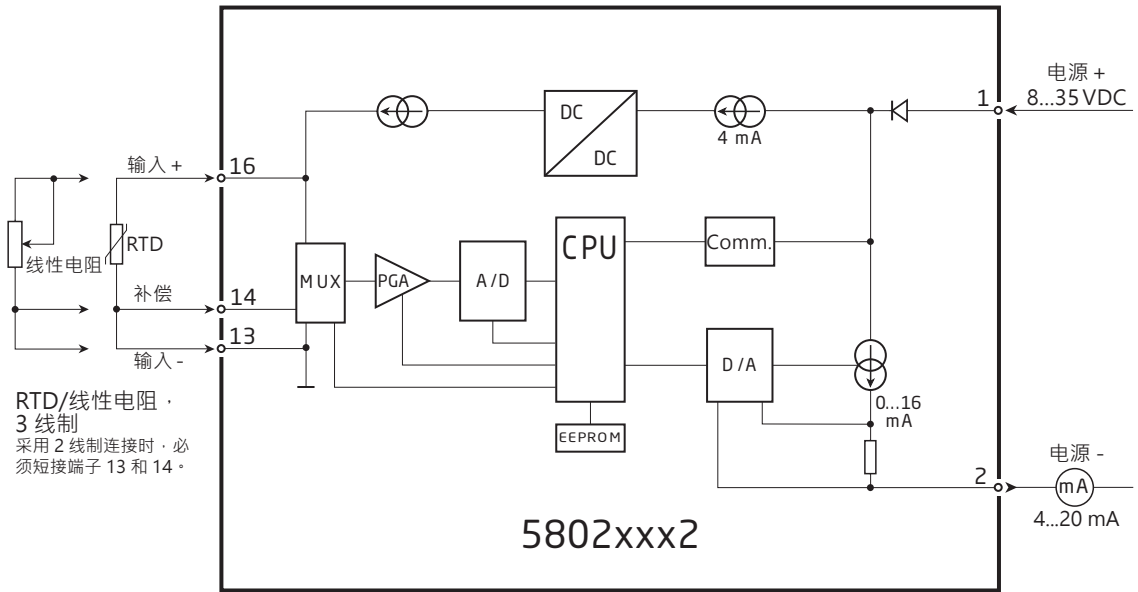 电源 +
8...35 VDC
1
DC
DC
4 mA
输入 +
16
RTD
线性电阻
CPU
Comm.
MUX
PGA
A/D
补偿
14
13
输入 -
D/A
0...16
mA
RTD/线性电阻，
3 线制
采用 2 线制连接时，必
须短接端子 13 和 14。
EEPROM
电源 -
2
mA
4...20 mA
5802xxx2